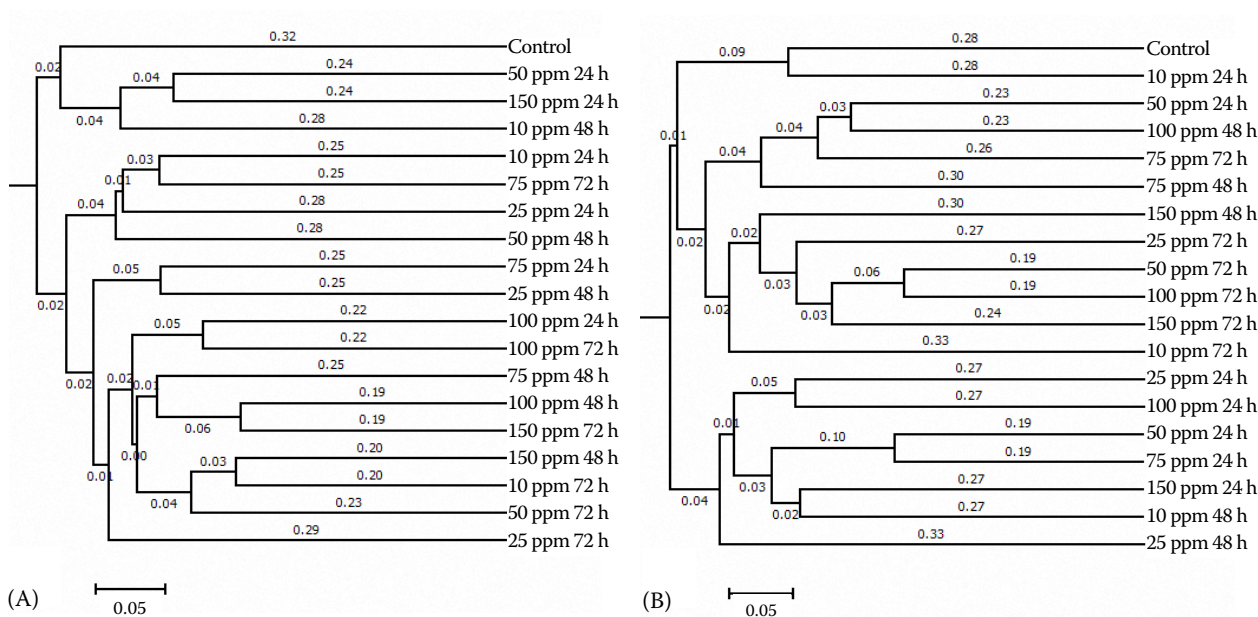 0.32
Control
0.02
0.24
50 ppm 24 h
0.04
0.24
150 ppm 24 h
0.04
0.28
10 ppm 48 h
0.25
10 ppm 24 h
0.03
0.25
75 ppm 72 h
0.01
0.28
25 ppm 24 h
0.04
0.28
50 ppm 48 h
0.25
75 ppm 24 h
0.05
0.25
25 ppm 48 h
0.02
0.22
100 ppm 24 h
0.05
0.22
100 ppm 72 h
0.02
0.02
0.01
0.25
75 ppm 48 h
0.19
100 ppm 48 h
0.06
0.19
150 ppm 72 h
0.00
0.20
150 ppm 48 h
0.03
0.20
10 ppm 72 h
0.01
0.04
0.23
50 ppm 72 h
0.29
25 ppm 72 h
(A)
0.05
0.28
Control
0.09
0.28
10 ppm 24 h
0.23
50 ppm 24 h
0.03
0.23
100 ppm 48 h
0.01
0.04
0.26
75 ppm 72 h
0.04
0.30
75 ppm 48 h
0.30
150 ppm 48 h
0.02
0.02
0.27
25 ppm 72 h
0.19
50 ppm 72 h
0.06
0.03
0.19
100 ppm 72 h
0.02
0.03
0.24
150 ppm 72 h
0.33
10 ppm 72 h
0.27
25 ppm 24 h
0.05
0.27
100 ppm 24 h
0.01
0.19
50 ppm 24 h
0.10
0.19
75 ppm 24 h
0.03
0.27
150 ppm 24 h
0.04
0.02
0.27
10 ppm 48 h
0.33
25 ppm 48 h
(B)
0.05